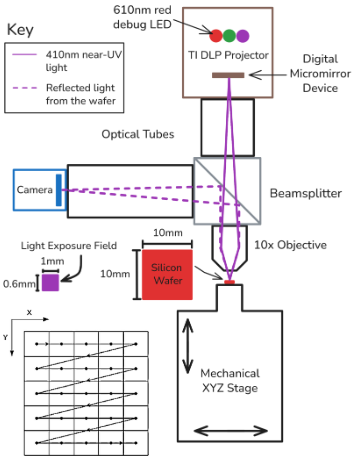 610nm red
debug LED
Key
410nm near-UV
light
Reflected light
from the wafer
TI DLP Projector
Digital
Micromirror
Device
Optical Tubes
Camera
Beamsplitter
10x Objective
Light Exposure Field
1mm
0.6mm
10mm
10mm
Silicon
Wafer
Mechanical
XYZ Stage
X
Y